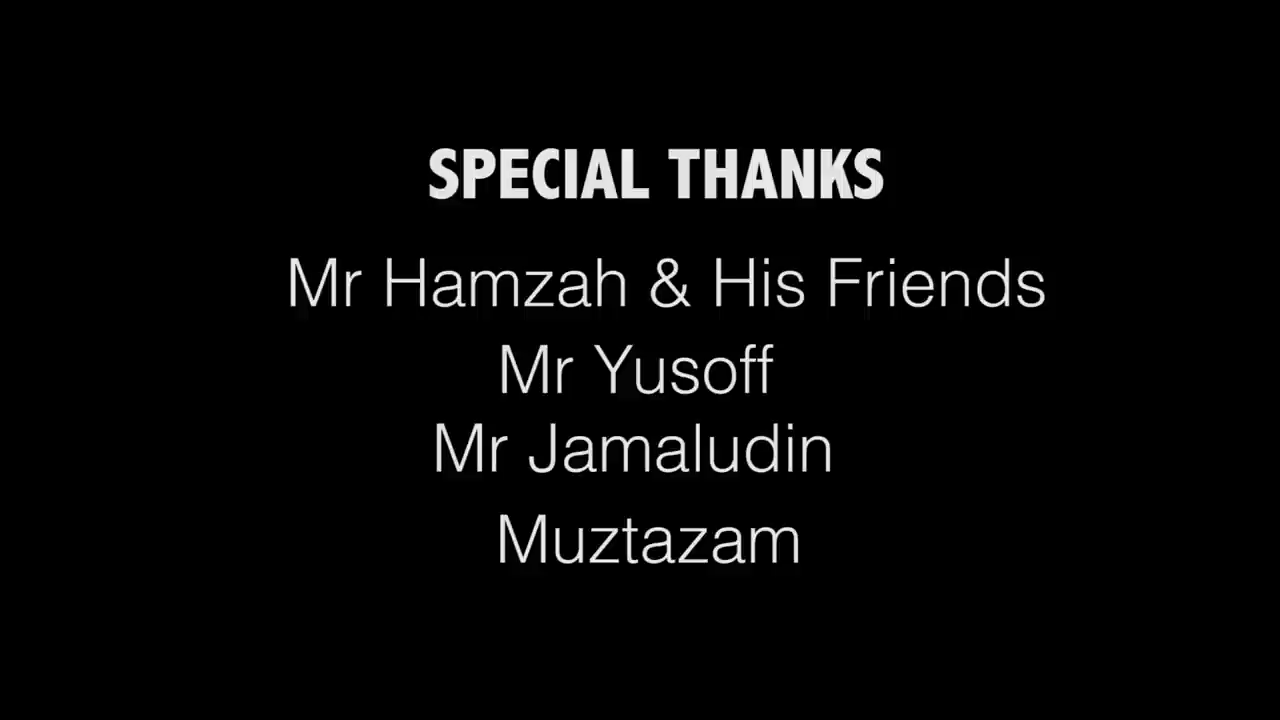 SPECIAL THANKS
Mr Hamzah & His Friends
Mr Yusoff
Mr Jamaludin
Muztazam